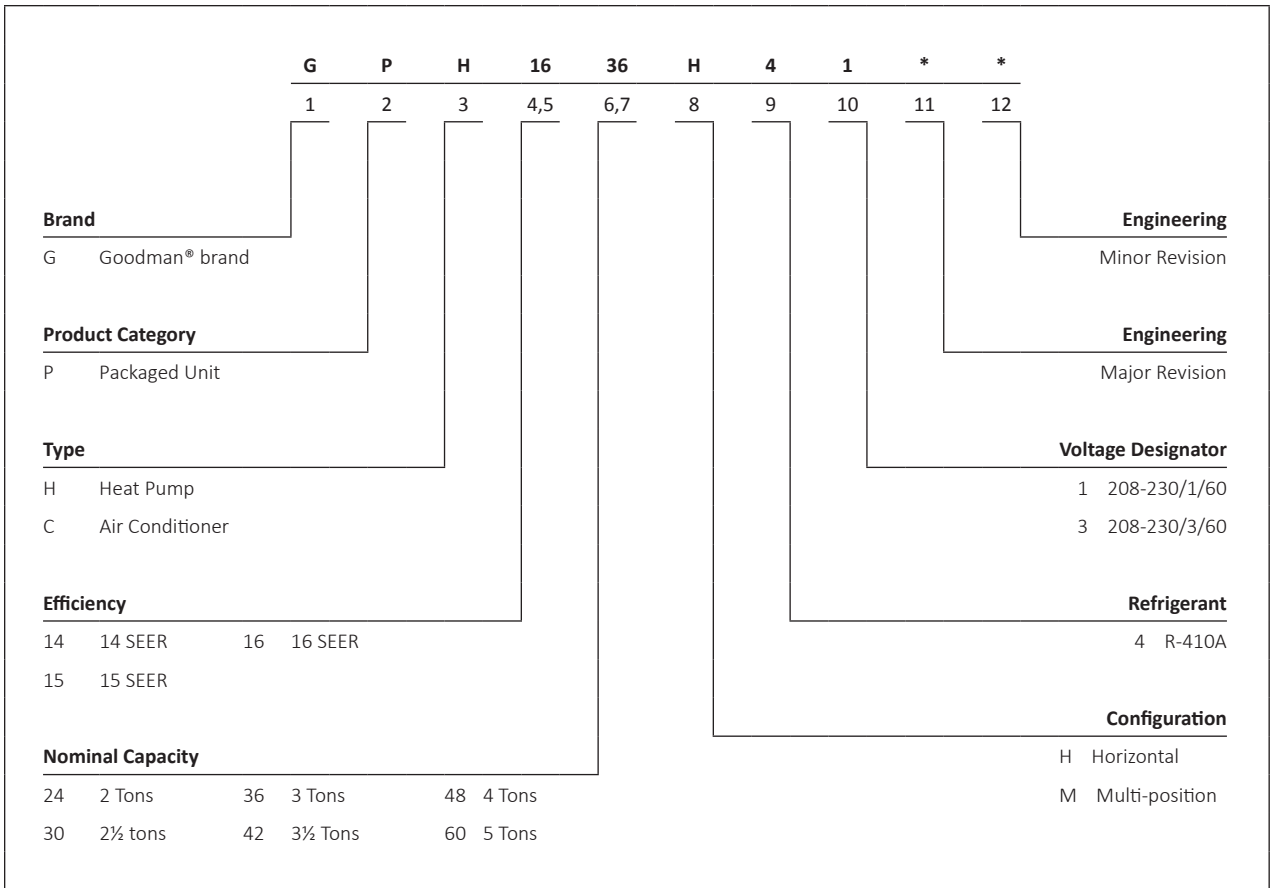 G P H 16 36 H 4 1 * *
1 2 3 4,5 6,7 8 9 10 11 12
Brand
G Goodman® brand
Product Category
P Packaged Unit
Type
H Heat Pump
C Air Conditioner
Efficiency
14 14 SEER 16 16 SEER
15 15 SEER
Nominal Capacity
24 2 Tons 36 3 Tons 48 4 Tons
30 2½ tons 42 3½ Tons 60 5 Tons
Engineering
Minor Revision
Engineering
Major Revision
Voltage Designator
1 208-230/1/60
3 208-230/3/60
Refrigerant
4 R-410A
Configuration
H Horizontal
M Multi-position